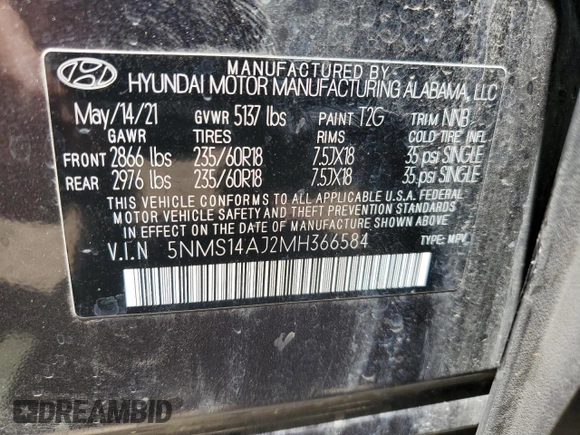 MANUFACTURED BY
HYUNDAI MOTOR MANUFACTURING ALABAMA, LLC
May/14/21 GVWR 5137 lbs PAINT T2G TRIM NNB
GAWR TIRES RIMS COLD TIRE INFL.
FRONT 2866 lbs 235/60R18 7.5JX18 35 psi SINGLE
REAR 2976 lbs 235/60R18 7.5JX18 35 psi SINGLE
THIS VEHICLE CONFORMS TO ALL APPLICABLE U.S.A. FEDERAL
MOTOR VEHICLE SAFETY AND THEFT PREVENTION STANDARDS
IN EFFECT ON THE DATE OF MANUFACTURE SHOWN ABOVE.
V.I.N 5NMS14AJ2MH366584 TYPE: MPV
DREAMBID